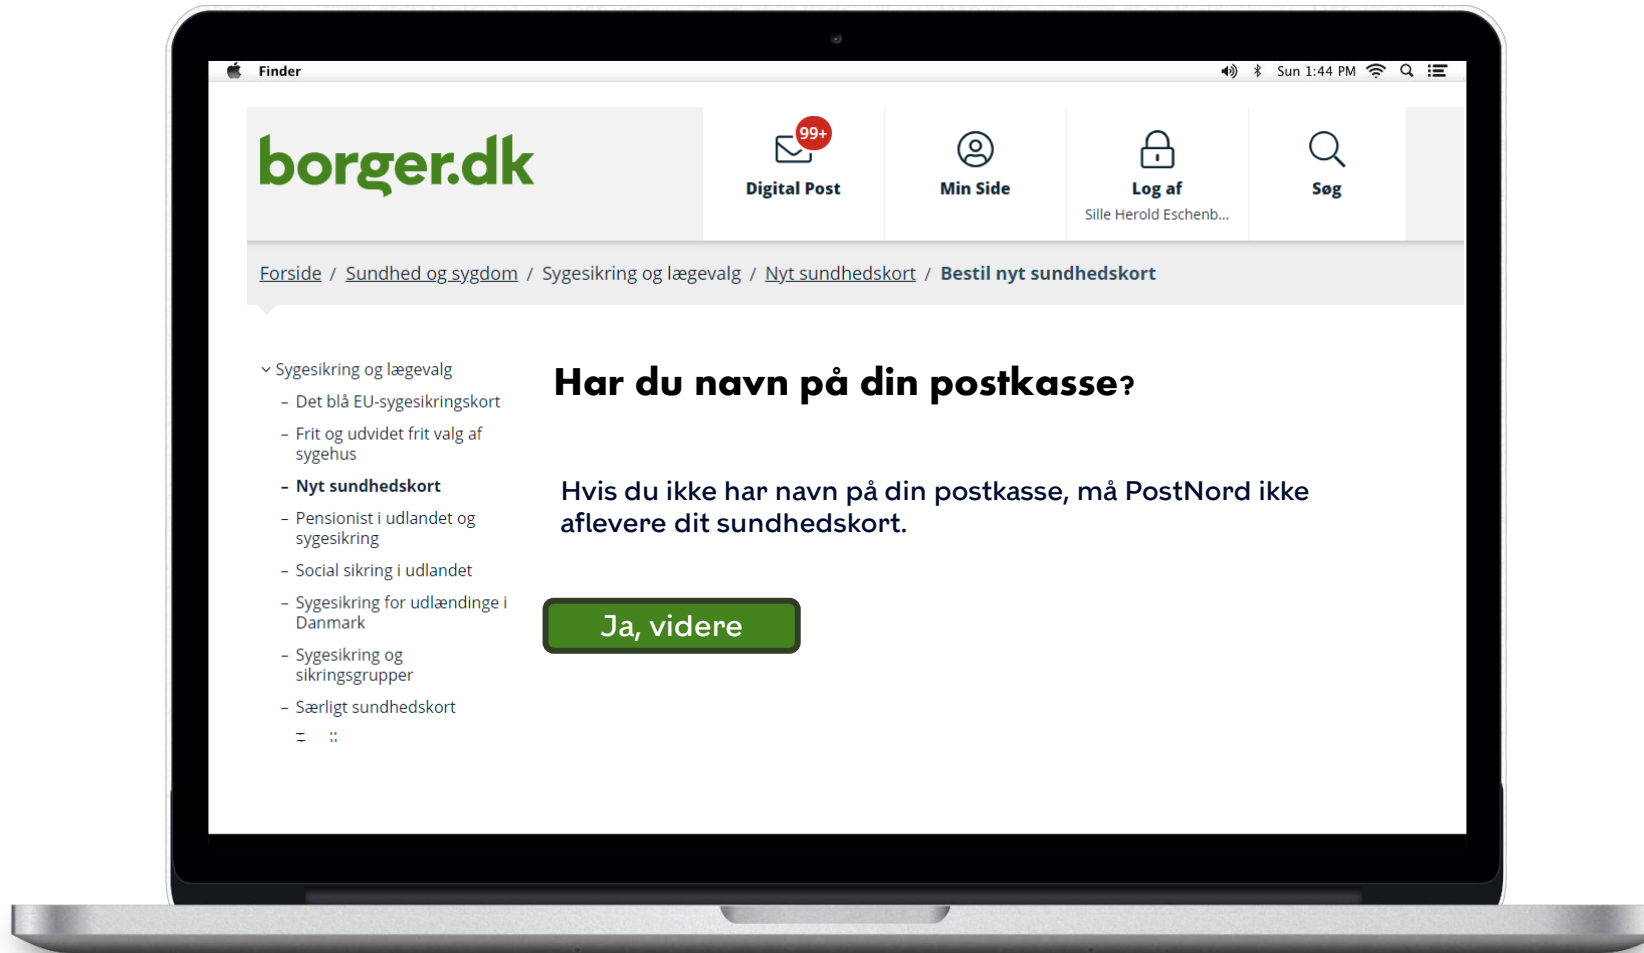 Finder
Sun 1:44 PM
borger.dk
99+
Digital Post
Min Side
Log af
Sille Herold Eschenb...
Søg
Forside / Sundhed og sygdom / Sygesikring og lægevalg / Nyt sundhedskort / Bestil nyt sundhedskort
Sygesikring og lægevalg
– Det blå EU-sygesikringskort
– Frit og udvidet frit valg af
sygehus
– Nyt sundhedskort
– Pensionist i udlandet og
sygesikring
– Social sikring i udlandet
– Sygesikring for udlændinge i
Danmark
– Sygesikring og
sikringsgrupper
– Særligt sundhedskort
Har du navn på din postkasse?
Hvis du ikke har navn på din postkasse, må PostNord ikke
aflevere dit sundhedskort.
Ja, videre